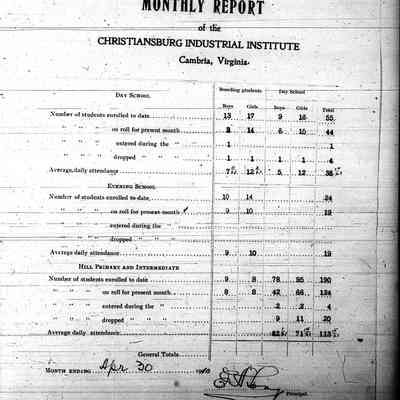 MONTHLY REPORT
of the
CHRISTIANSBURG INDUSTRIAL INSTITUTE
Cambria, Virginia.
Boarding students Day School
DAY SCHOOL Boys Girls Boys Girls Total
Number of students enrolled to date 13 17 9 16 55
" " " on roll for present month 14 6 44
" " " entered during the " 1 1
" " " dropped " " 1 1 1 1 4
Average daily attendance 5 12
EVENING SCHOOL
Number of students enrolled to date 10 14 24
" " " on roll for present month 9 10 19
" " " entered during the "
" " " dropped " "
Average daily attendance 9 10 19
HILL PRIMARY AND INTERMEDIATE
Number of students enrolled to date 9 8 78 95 190
" " " on roll for present month 8 8 42 66 124
" " " entered during the " 2 2 4
" " " dropped " " 9 11 20
Average daily attendance
General Totals
MONTH ENDING Apr 30
Principal.